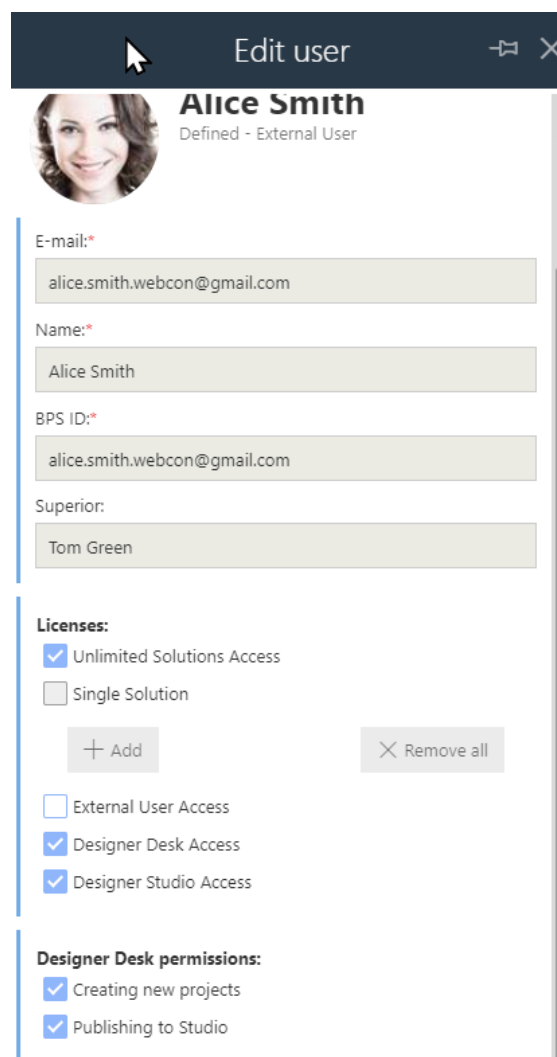 Edit user
Alice Smith
Defined - External User
E-mail:*
alice.smith.webcon@gmail.com
Name:*
Alice Smith
BPS ID:*
alice.smith.webcon@gmail.com
Superior:
Tom Green
Licenses:
Unlimited Solutions Access
Single Solution
Add
Remove all
External User Access
Designer Desk Access
Designer Studio Access
Designer Desk permissions:
Creating new projects
Publishing to Studio